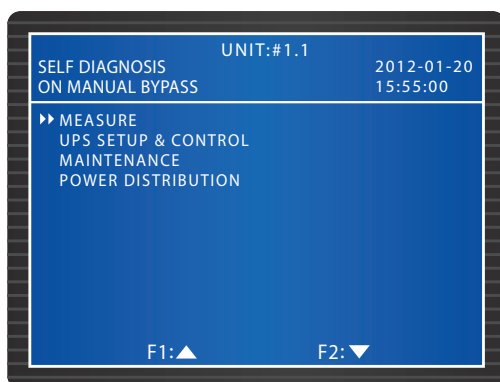 UNIT:#1.1
SELF DIAGNOSIS 2012-01-20
ON MANUAL BYPASS 15:55:00
MEASURE
UPS SETUP & CONTROL
MAINTENANCE
POWER DISTRIBUTION
F1:▲ F2:▼